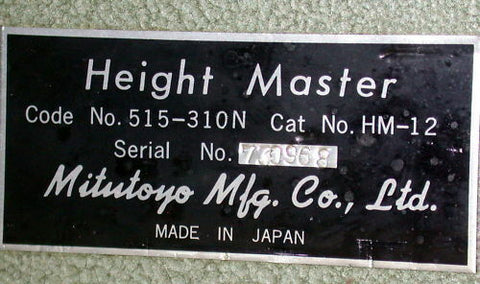 Height Master
Code No. 515-310N Cat No. HM-12
Serial No. 770968
Mitutoyo Mfg. Co., Ltd.
MADE IN JAPAN